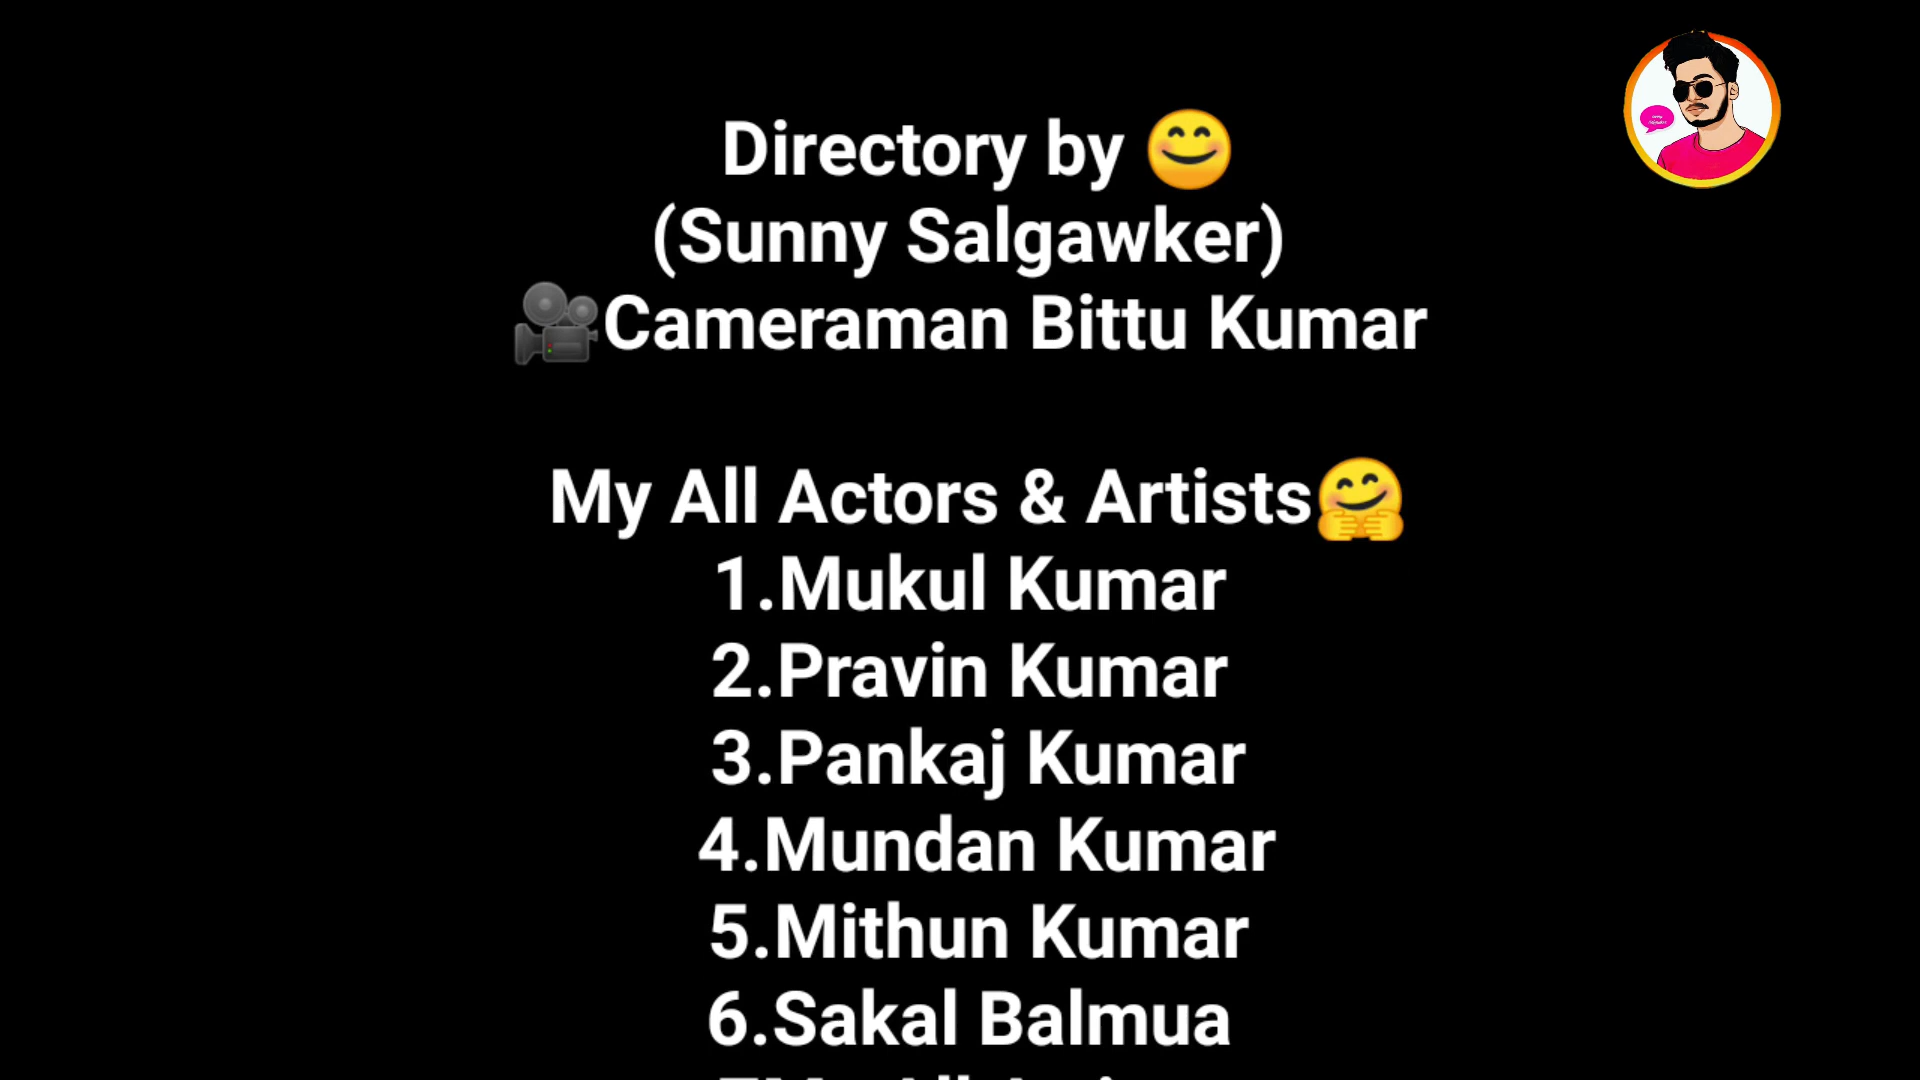 Directory by 😊
(Sunny Salgawker)
🎥Cameraman Bittu Kumar
My All Actors & Artists🤗
1.Mukul Kumar
2.Pravin Kumar
3.Pankaj Kumar
4.Mundan Kumar
5.Mithun Kumar
6.Sakal Balmua